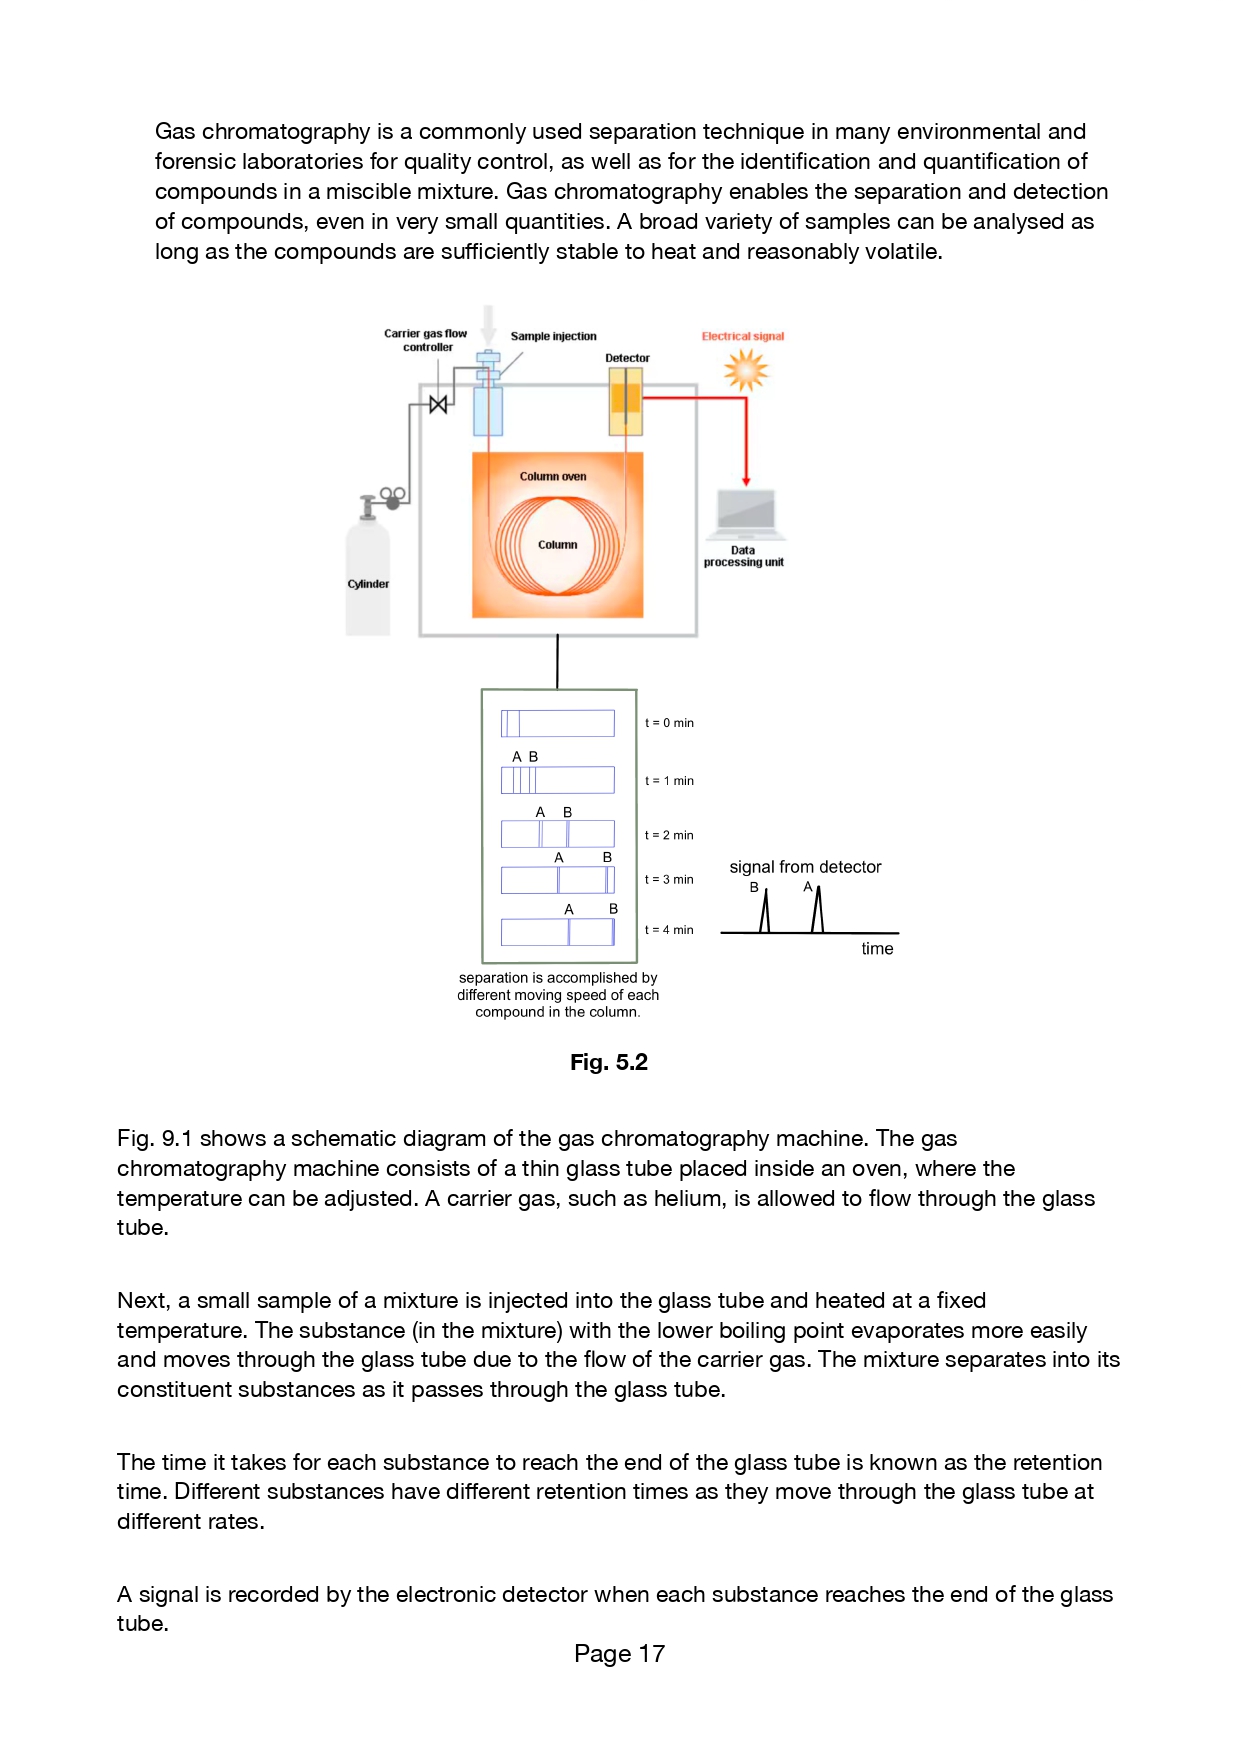 Gas chromatography is a commonly used separation technique in many environmental and
forensic laboratories for quality control, as well as for the identification and quantification of
compounds in a miscible mixture. Gas chromatography enables the separation and detection
of compounds, even in very small quantities. A broad variety of samples can be analysed as
long as the compounds are sufficiently stable to heat and reasonably volatile.
Carrier gas flow
controller
Sample injection
Detector
Electrical signal
Column oven
Column
Cylinder
Data
processing unit
t = 0 min
A B
t = 1 min
A B
t = 2 min
A B
t = 3 min
A B
t = 4 min
signal from detector
B A
time
separation is accomplished by
different moving speed of each
compound in the column.
Fig. 5.2
Fig. 9.1 shows a schematic diagram of the gas chromatography machine. The gas
chromatography machine consists of a thin glass tube placed inside an oven, where the
temperature can be adjusted. A carrier gas, such as helium, is allowed to flow through the glass
tube.
Next, a small sample of a mixture is injected into the glass tube and heated at a fixed
temperature. The substance (in the mixture) with the lower boiling point evaporates more easily
and moves through the glass tube due to the flow of the carrier gas. The mixture separates into its
constituent substances as it passes through the glass tube.
The time it takes for each substance to reach the end of the glass tube is known as the retention
time. Different substances have different retention times as they move through the glass tube at
different rates.
A signal is recorded by the electronic detector when each substance reaches the end of the glass
tube.
Page 17